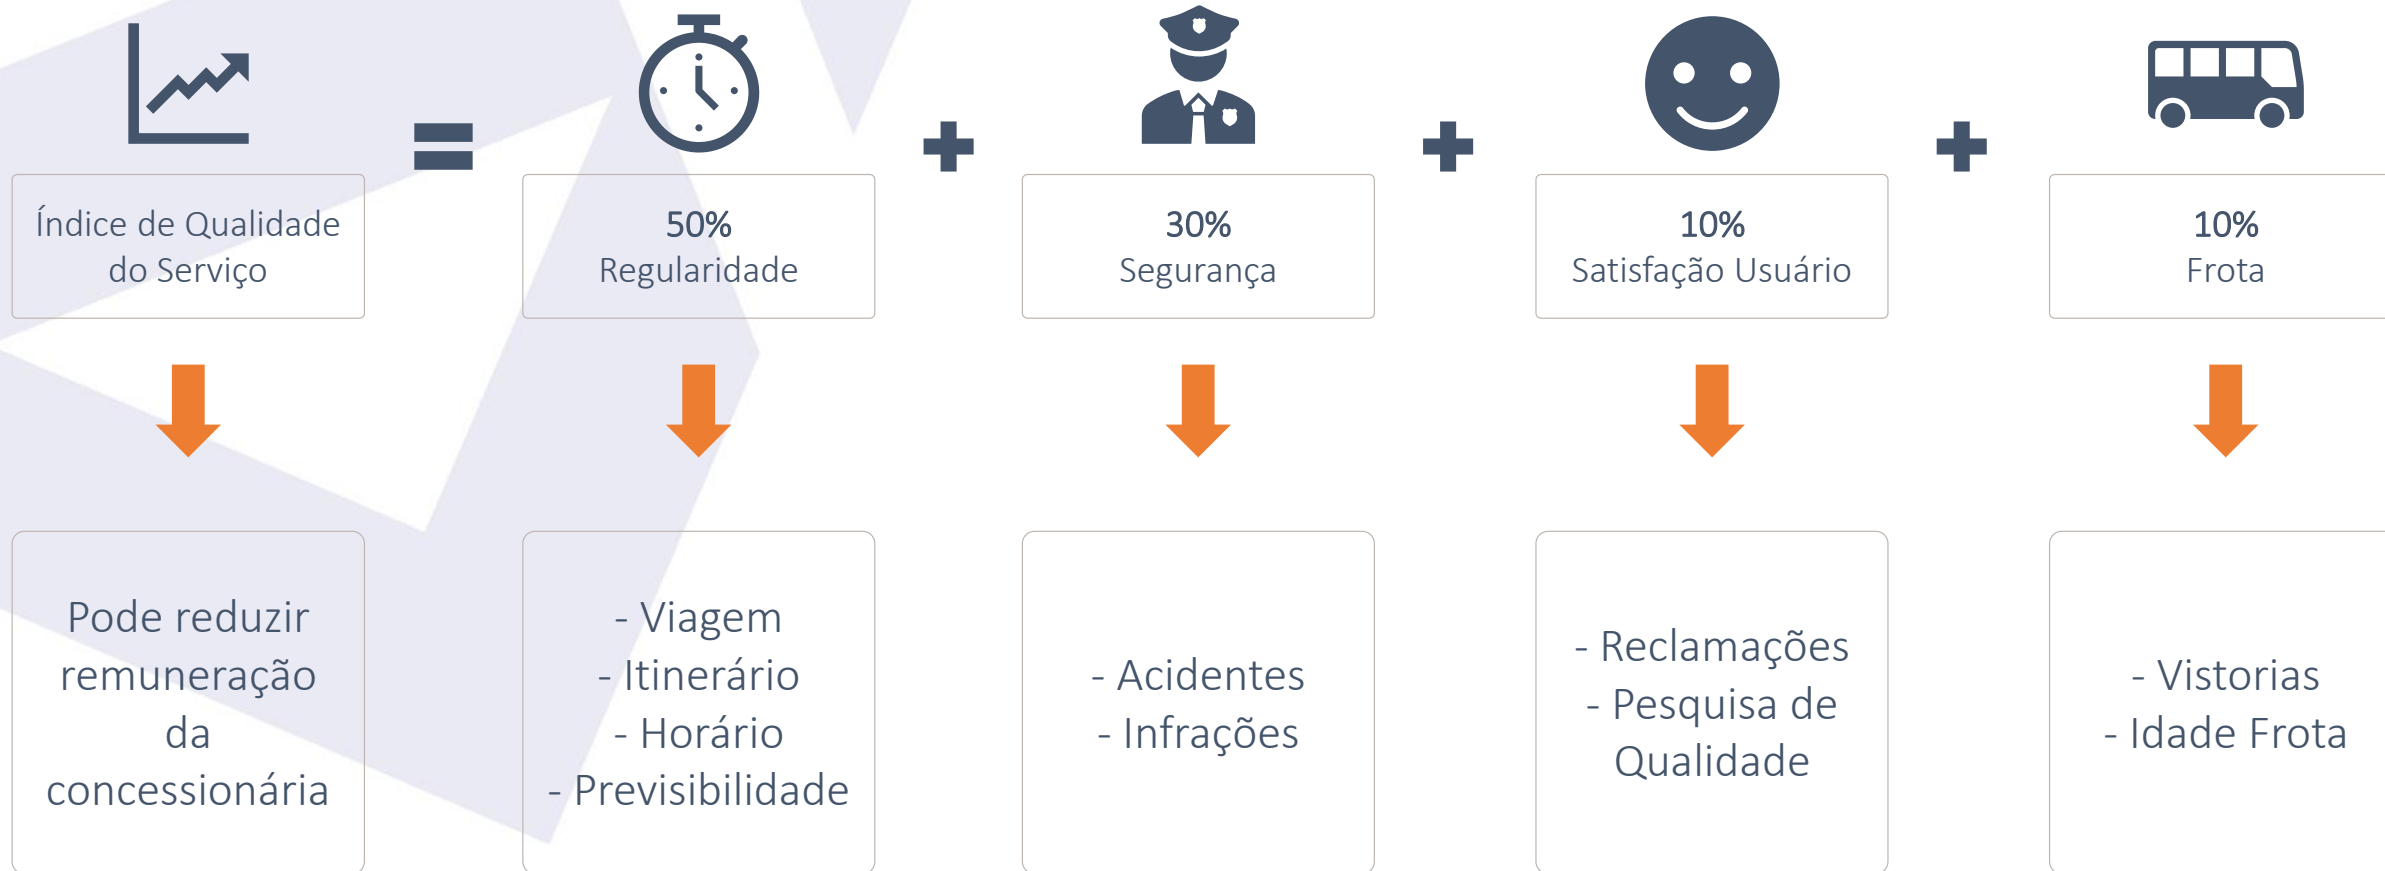 Índice de Qualidade
do Serviço
50%
Regularidade
30%
Segurança
10%
Satisfação Usuário
10%
Frota
Pode reduzir
remuneração
da
concessionária
- Viagem
- Itinerário
- Horário
- Previsibilidade
- Acidentes
- Infrações
- Reclamações
- Pesquisa de
Qualidade
- Vistorias
- Idade Frota